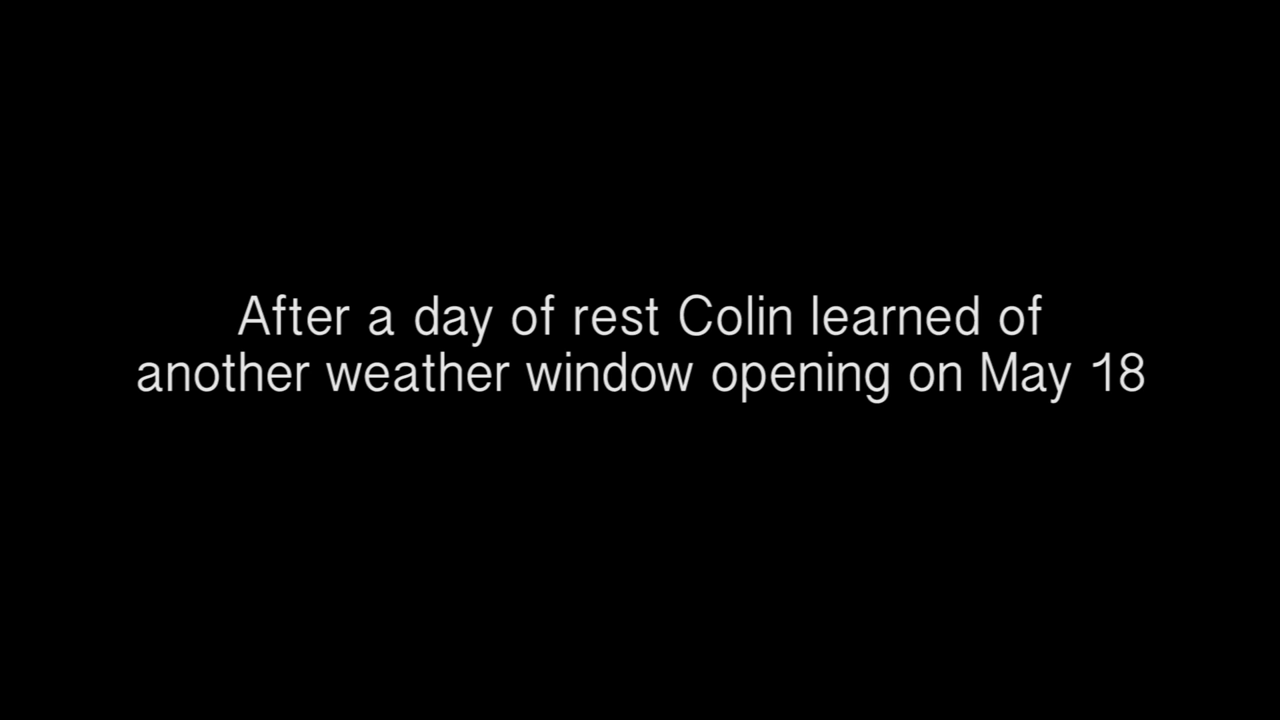 After a day of rest Colin learned of
another weather window opening on May 18